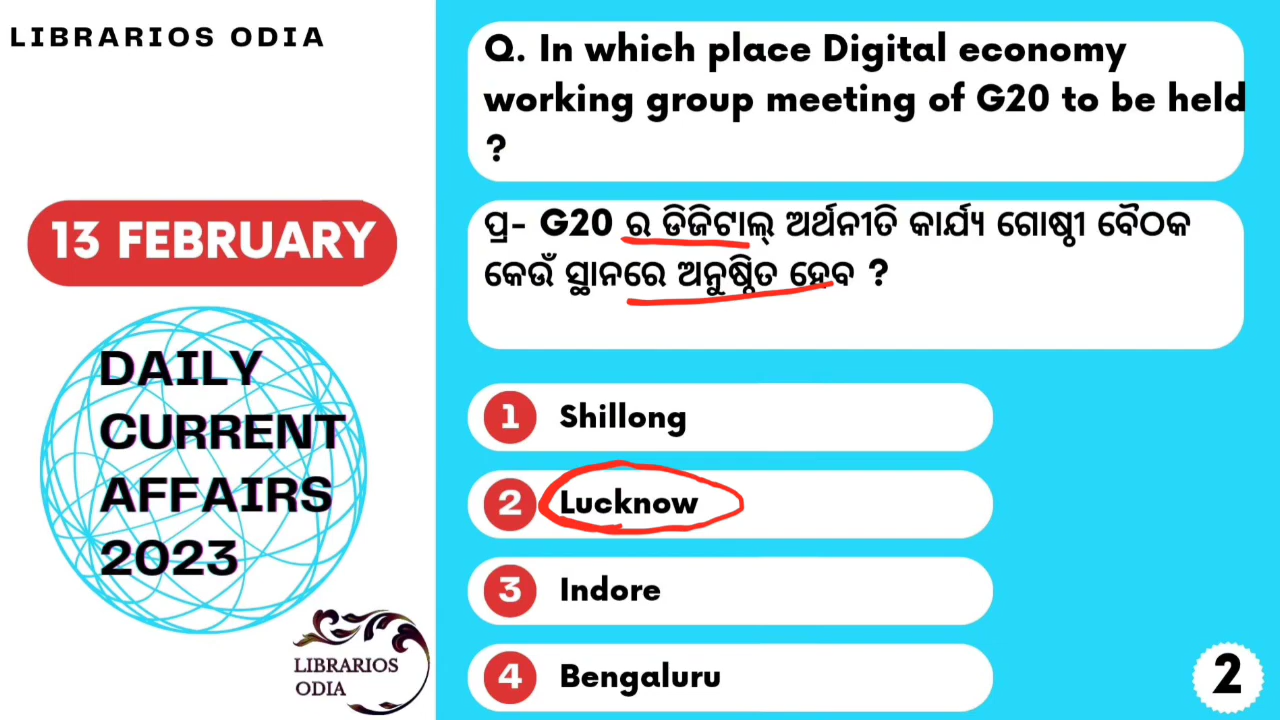 LIBRARIOS ODIA
Q. In which place Digital economy
working group meeting of G20 to be held
?
13 FEBRUARY
ପ୍ର- G20 ର ଡିଜିଟାଲ୍ ଅର୍ଥନୀତି କାର୍ଯ୍ୟ ଗୋଷ୍ଠୀ ବୈଠକ
କେଉଁ ସ୍ଥାନରେ ଅନୁଷ୍ଠିତ ହେବ ?
DAILY
CURRENT
AFFAIRS
2023
1 Shillong
2 Lucknow
3 Indore
4 Bengaluru
LIBRARIOS
ODIA
2